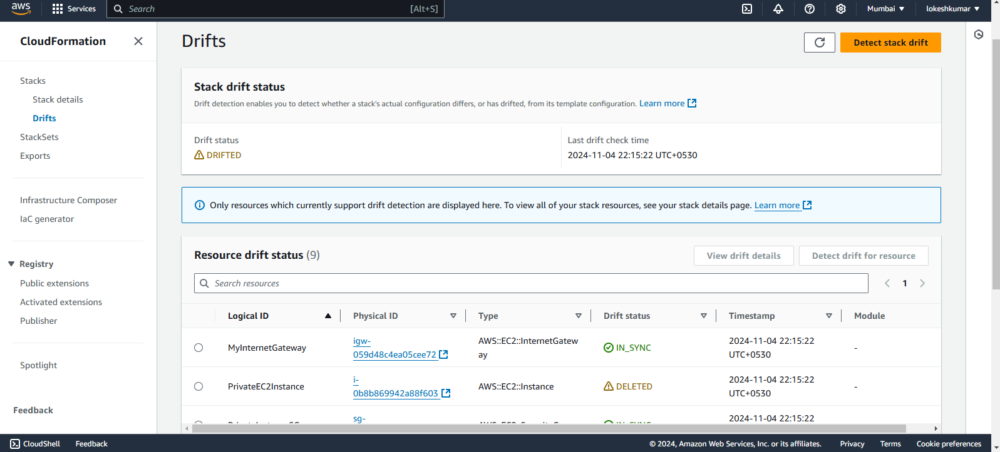 aws
Services
Search
[Alt+S]
Mumbai
lokeshkumar
CloudFormation
Stacks
Stack details
Drifts
StackSets
Exports
Infrastructure Composer
IaC generator
Registry
Public extensions
Activated extensions
Publisher
Spotlight
Feedback
Drifts
Detect stack drift
Stack drift status
Drift detection enables you to detect whether a stack's actual configuration differs, or has drifted, from its template configuration. Learn more
Drift status
DRIFTED
Last drift check time
2024-11-04 22:15:22 UTC+0530
Only resources which currently support drift detection are displayed here. To view all of your stack resources, see your stack details page. Learn more
Resource drift status (9)
View drift details
Detect drift for resource
Search resources
1
Logical ID
Physical ID
Type
Drift status
Timestamp
Module
MyInternetGateway
igw-
059d48c4ea05cee72
AWS::EC2::InternetGatew
ay
IN_SYNC
2024-11-04 22:15:22
UTC+0530
-
PrivateEC2Instance
i-
0b8b869942a88f603
AWS::EC2::Instance
DELETED
2024-11-04 22:15:22
UTC+0530
-
sg-
IN_SYNC
2024-11-04 22:15:22
CloudShell
Feedback
© 2024, Amazon Web Services, Inc. or its affiliates.
Privacy
Terms
Cookie preferences